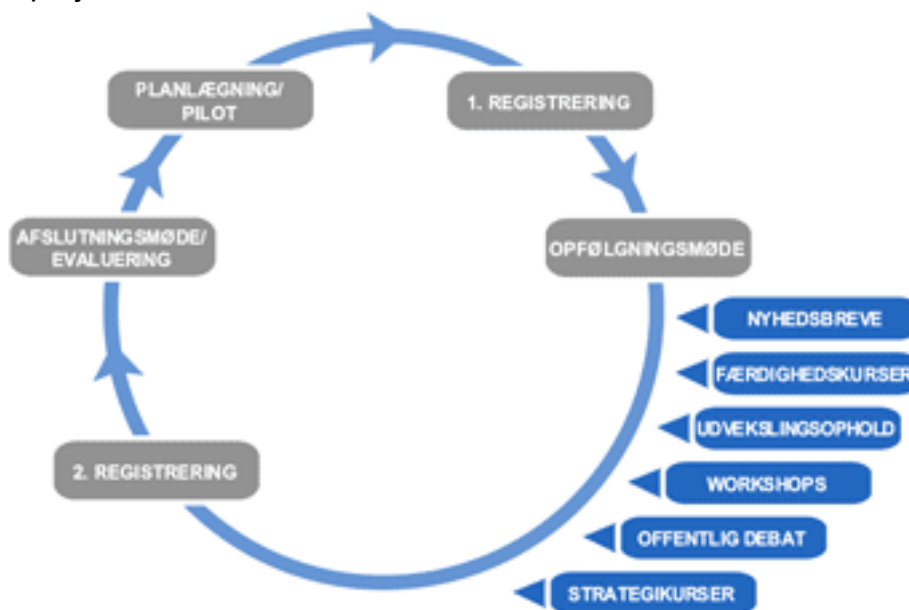 PLANLÆGNING/
PILOT
1. REGISTRERING
AFSLUTNINGSMØDE/
EVALUERING
OPFØLGNINGSMØDE
NYHEDSBREVE
FÆRDIGHEDSKURSER
UDVEKSLINGSOPHOLD
2. REGISTRERING
WORKSHOPS
OFFENTLIG DEBAT
STRATEGIKURSER